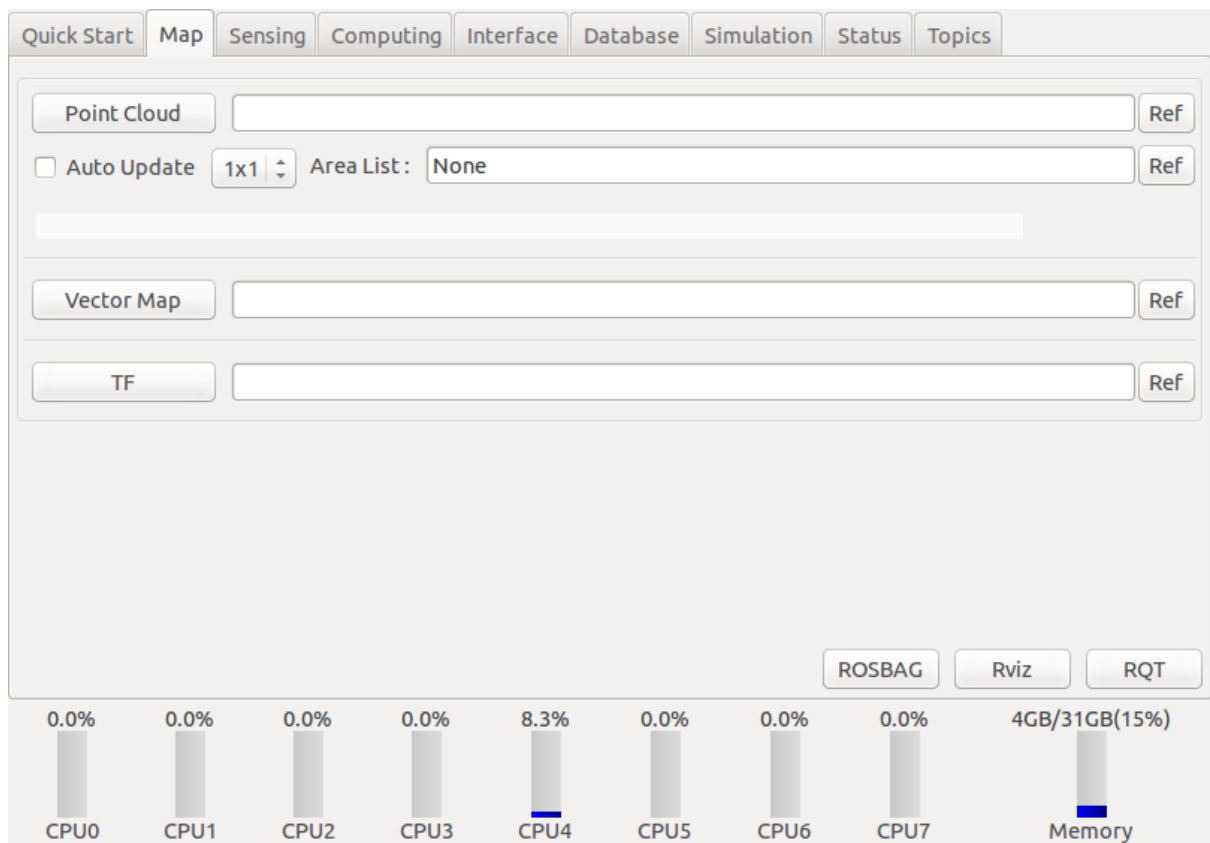 Quick Start Map Sensing Computing Interface Database Simulation Status Topics
Point Cloud Ref
Auto Update 1x1 Area List : None Ref
Vector Map Ref
TF Ref
ROSBAG Rviz RQT
0.0% 0.0% 0.0% 0.0% 8.3% 0.0% 0.0% 0.0% 4GB/31GB(15%)
CPU0 CPU1 CPU2 CPU3 CPU4 CPU5 CPU6 CPU7 Memory